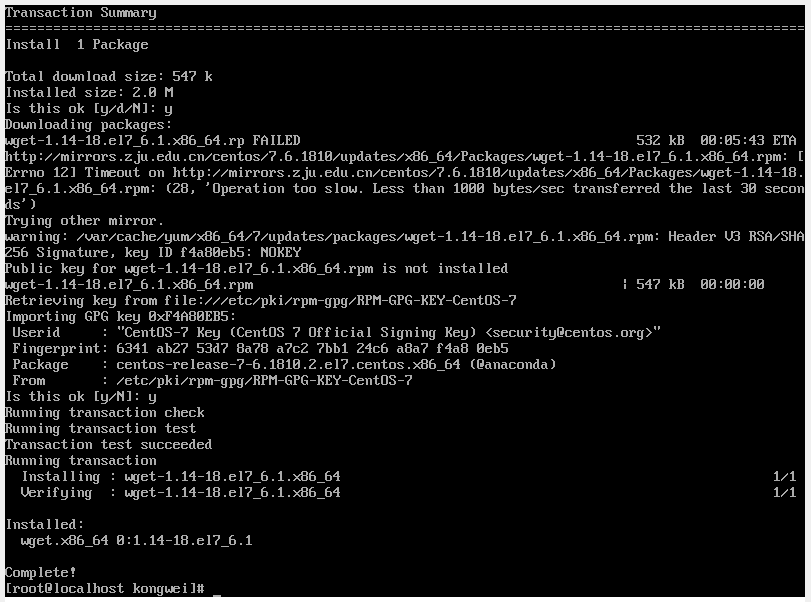 Transaction Summary
================================================================================
Install  1 Package

Total download size: 547 k
Installed size: 2.0 M
Is this ok [y/d/N]: y
Downloading packages:
wget-1.14-18.el7_6.1.x86_64.rp FAILED                                          532 kB  00:05:43 ETA
http://mirrors.zju.edu.cn/centos/7.6.1810/updates/x86_64/Packages/wget-1.14-18.el7_6.1.x86_64.rpm: [
Errno 12] Timeout on http://mirrors.zju.edu.cn/centos/7.6.1810/updates/x86_64/Packages/wget-1.14-18.
el7_6.1.x86_64.rpm: (28, 'Operation too slow. Less than 1000 bytes/sec transferred the last 30 secon
ds')
Trying other mirror.
warning: /var/cache/yum/x86_64/7/updates/packages/wget-1.14-18.el7_6.1.x86_64.rpm: Header V3 RSA/SHA
256 Signature, key ID f4a80eb5: NOKEY
Public key for wget-1.14-18.el7_6.1.x86_64.rpm is not installed
wget-1.14-18.el7_6.1.x86_64.rpm                                              | 547 kB  00:00:00
Retrieving key from file:///etc/pki/rpm-gpg/RPM-GPG-KEY-CentOS-7
Importing GPG key 0xF4A80EB5:
 Userid     : "CentOS-7 Key (CentOS 7 Official Signing Key) <security@centos.org>"
 Fingerprint: 6341 ab27 53d7 8a78 a7c2 7bb1 24c6 a8a7 f4a8 0eb5
 Package    : centos-release-7-6.1810.2.el7.centos.x86_64 (@anaconda)
 From       : /etc/pki/rpm-gpg/RPM-GPG-KEY-CentOS-7
Is this ok [y/N]: y
Running transaction check
Running transaction test
Transaction test succeeded
Running transaction
  Installing : wget-1.14-18.el7_6.1.x86_64                                                      1/1
  Verifying  : wget-1.14-18.el7_6.1.x86_64                                                      1/1

Installed:
  wget.x86_64 0:1.14-18.el7_6.1

Complete!
[root@localhost kongwei]# _